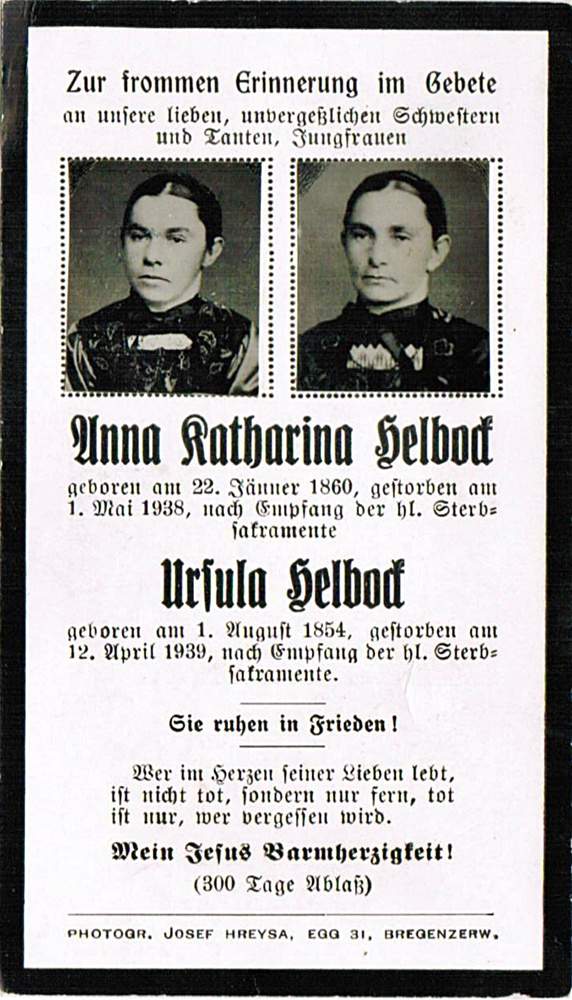 Zur frommen Erinnerung im Gebete
an unsere lieben, unvergeßlichen Schwestern
und Tanten, Jungfrauen
Anna Katharina Helbock
geboren am 22. Jänner 1860, gestorben am
1. Mai 1938, nach Empfang der hl. Sterb-
sakramente
Ursula Helbock
geboren am 1. August 1854, gestorben am
12. April 1939, nach Empfang der hl. Sterb-
sakramente.
Sie ruhen in Frieden!
Wer im Herzen seiner Lieben lebt,
ist nicht tot, sondern nur fern, tot
ist nur, wer vergessen wird.
Mein Jesus Barmherzigkeit!
(300 Tage Ablaß)
PHOTOGR. JOSEF HREYSA, EGG 31, BREGENZERW.